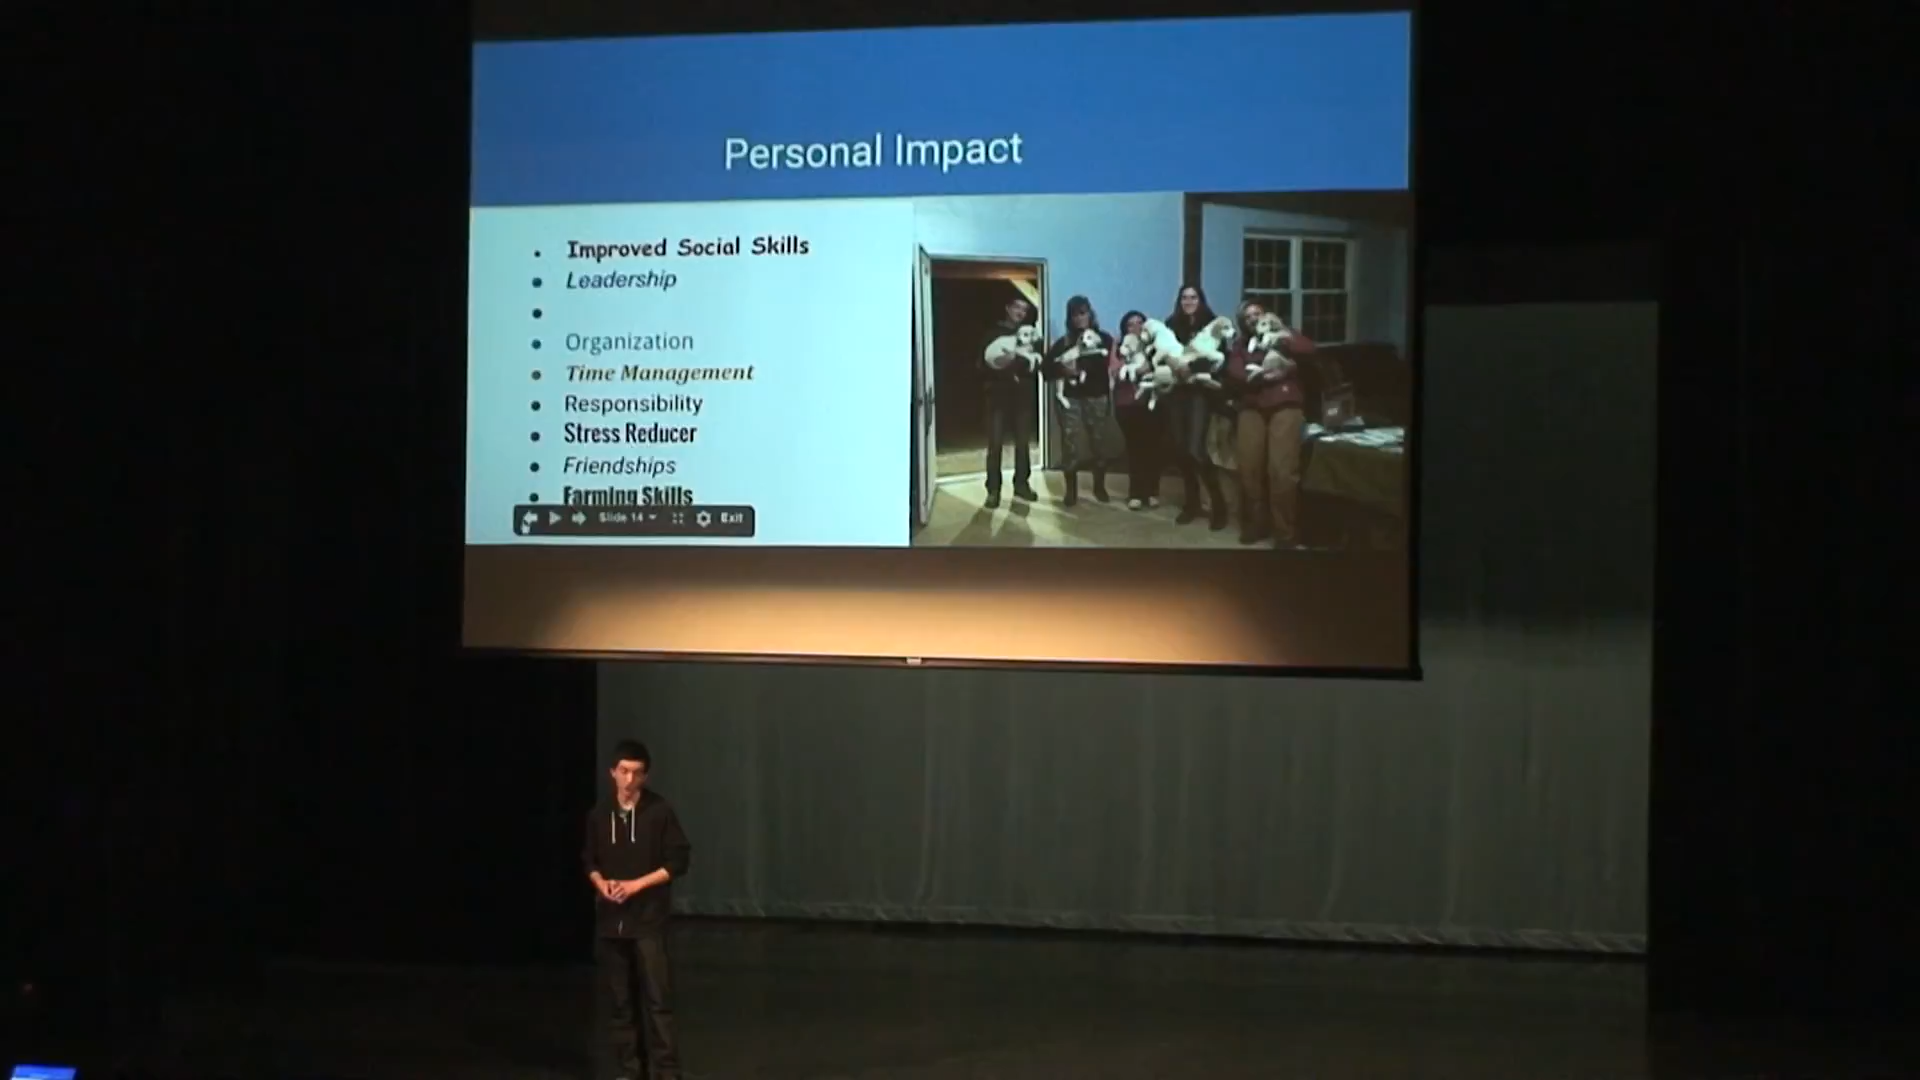 Personal Impact
Improved Social Skills
Leadership
Organization
Time Management
Responsibility
Stress Reducer
Friendships
Farming Skills
Slide 14
Exit